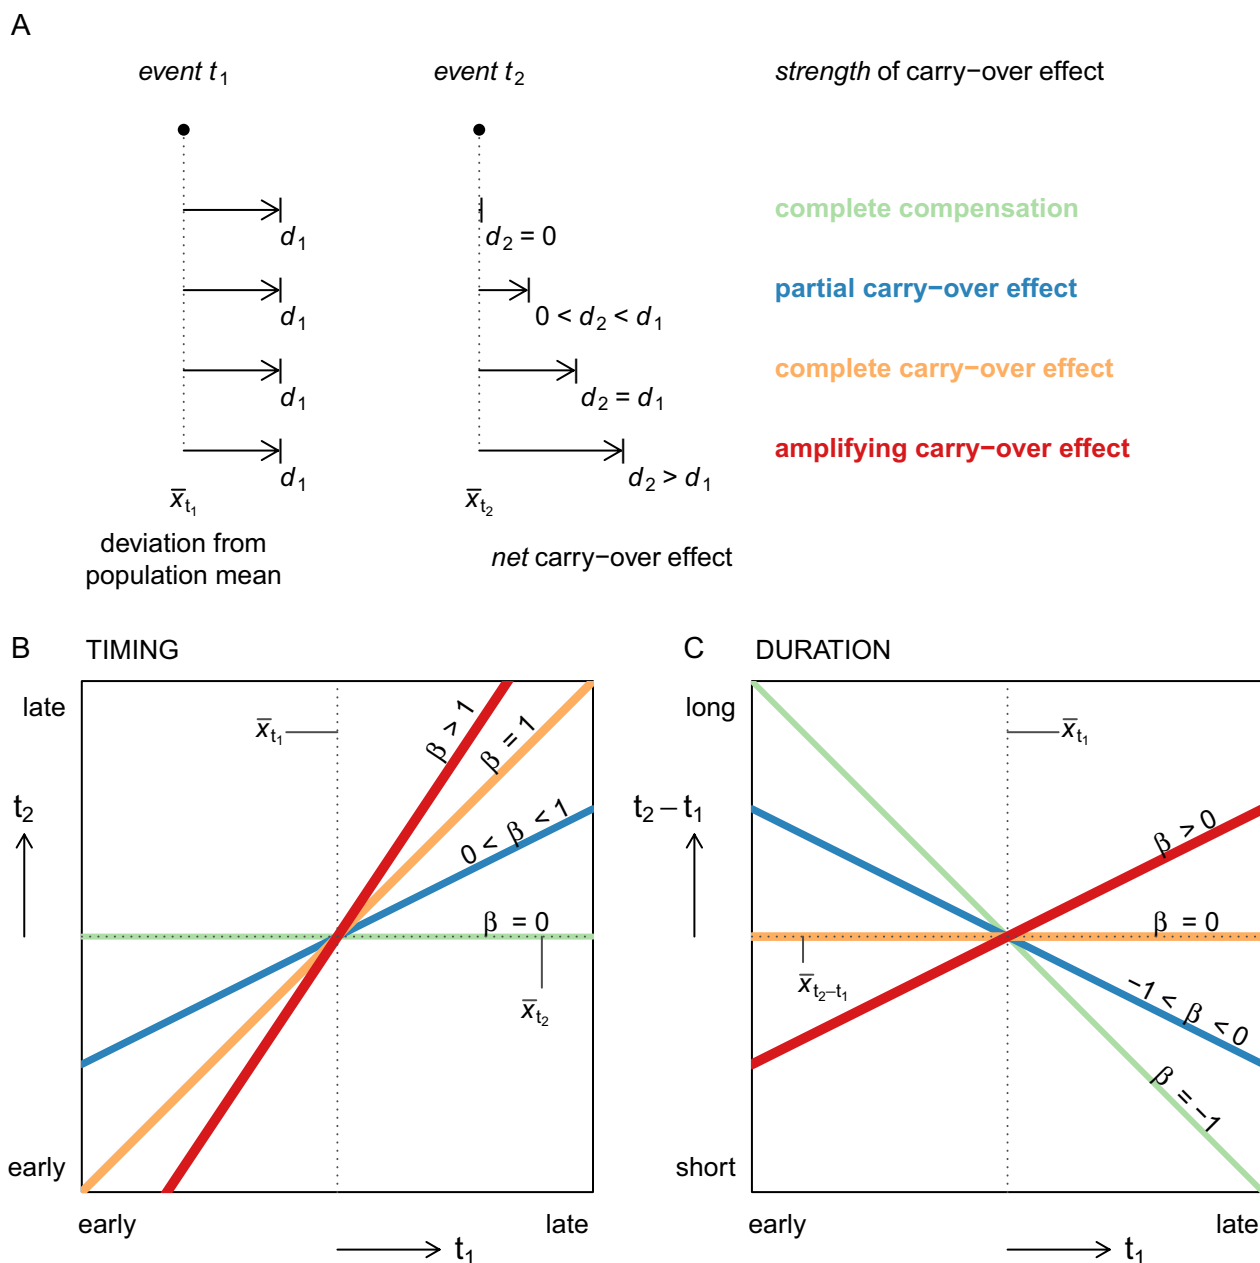 A
event t1
event t2
strength of carry−over effect
d1
d2 = 0
complete compensation
d1
0 < d2 < d1
partial carry−over effect
d1
d2 = d1
complete carry−over effect
d1
d2 > d1
amplifying carry−over effect
x̄t1
x̄t2
deviation from
population mean
net carry−over effect
B
TIMING
late
t2
early
x̄t1
β > 1
β = 1
0 < β < 1
β = 0
x̄t2
early
late
t1
C
DURATION
long
t2 – t1
short
x̄t1
β > 0
β = 0
x̄t2−t1
−1 < β < 0
β = −1
early
late
t1